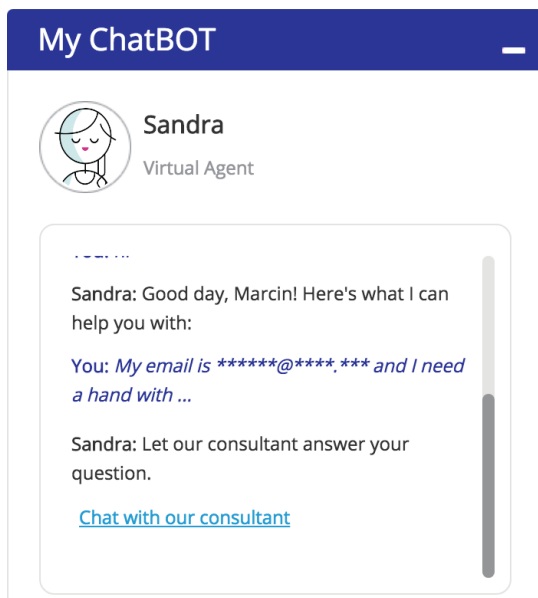 My ChatBOT
Sandra
Virtual Agent
Sandra: Good day, Marcin! Here's what I can
help you with:
You: My email is ******@****.*** and I need
a hand with ...
Sandra: Let our consultant answer your
question.
Chat with our consultant